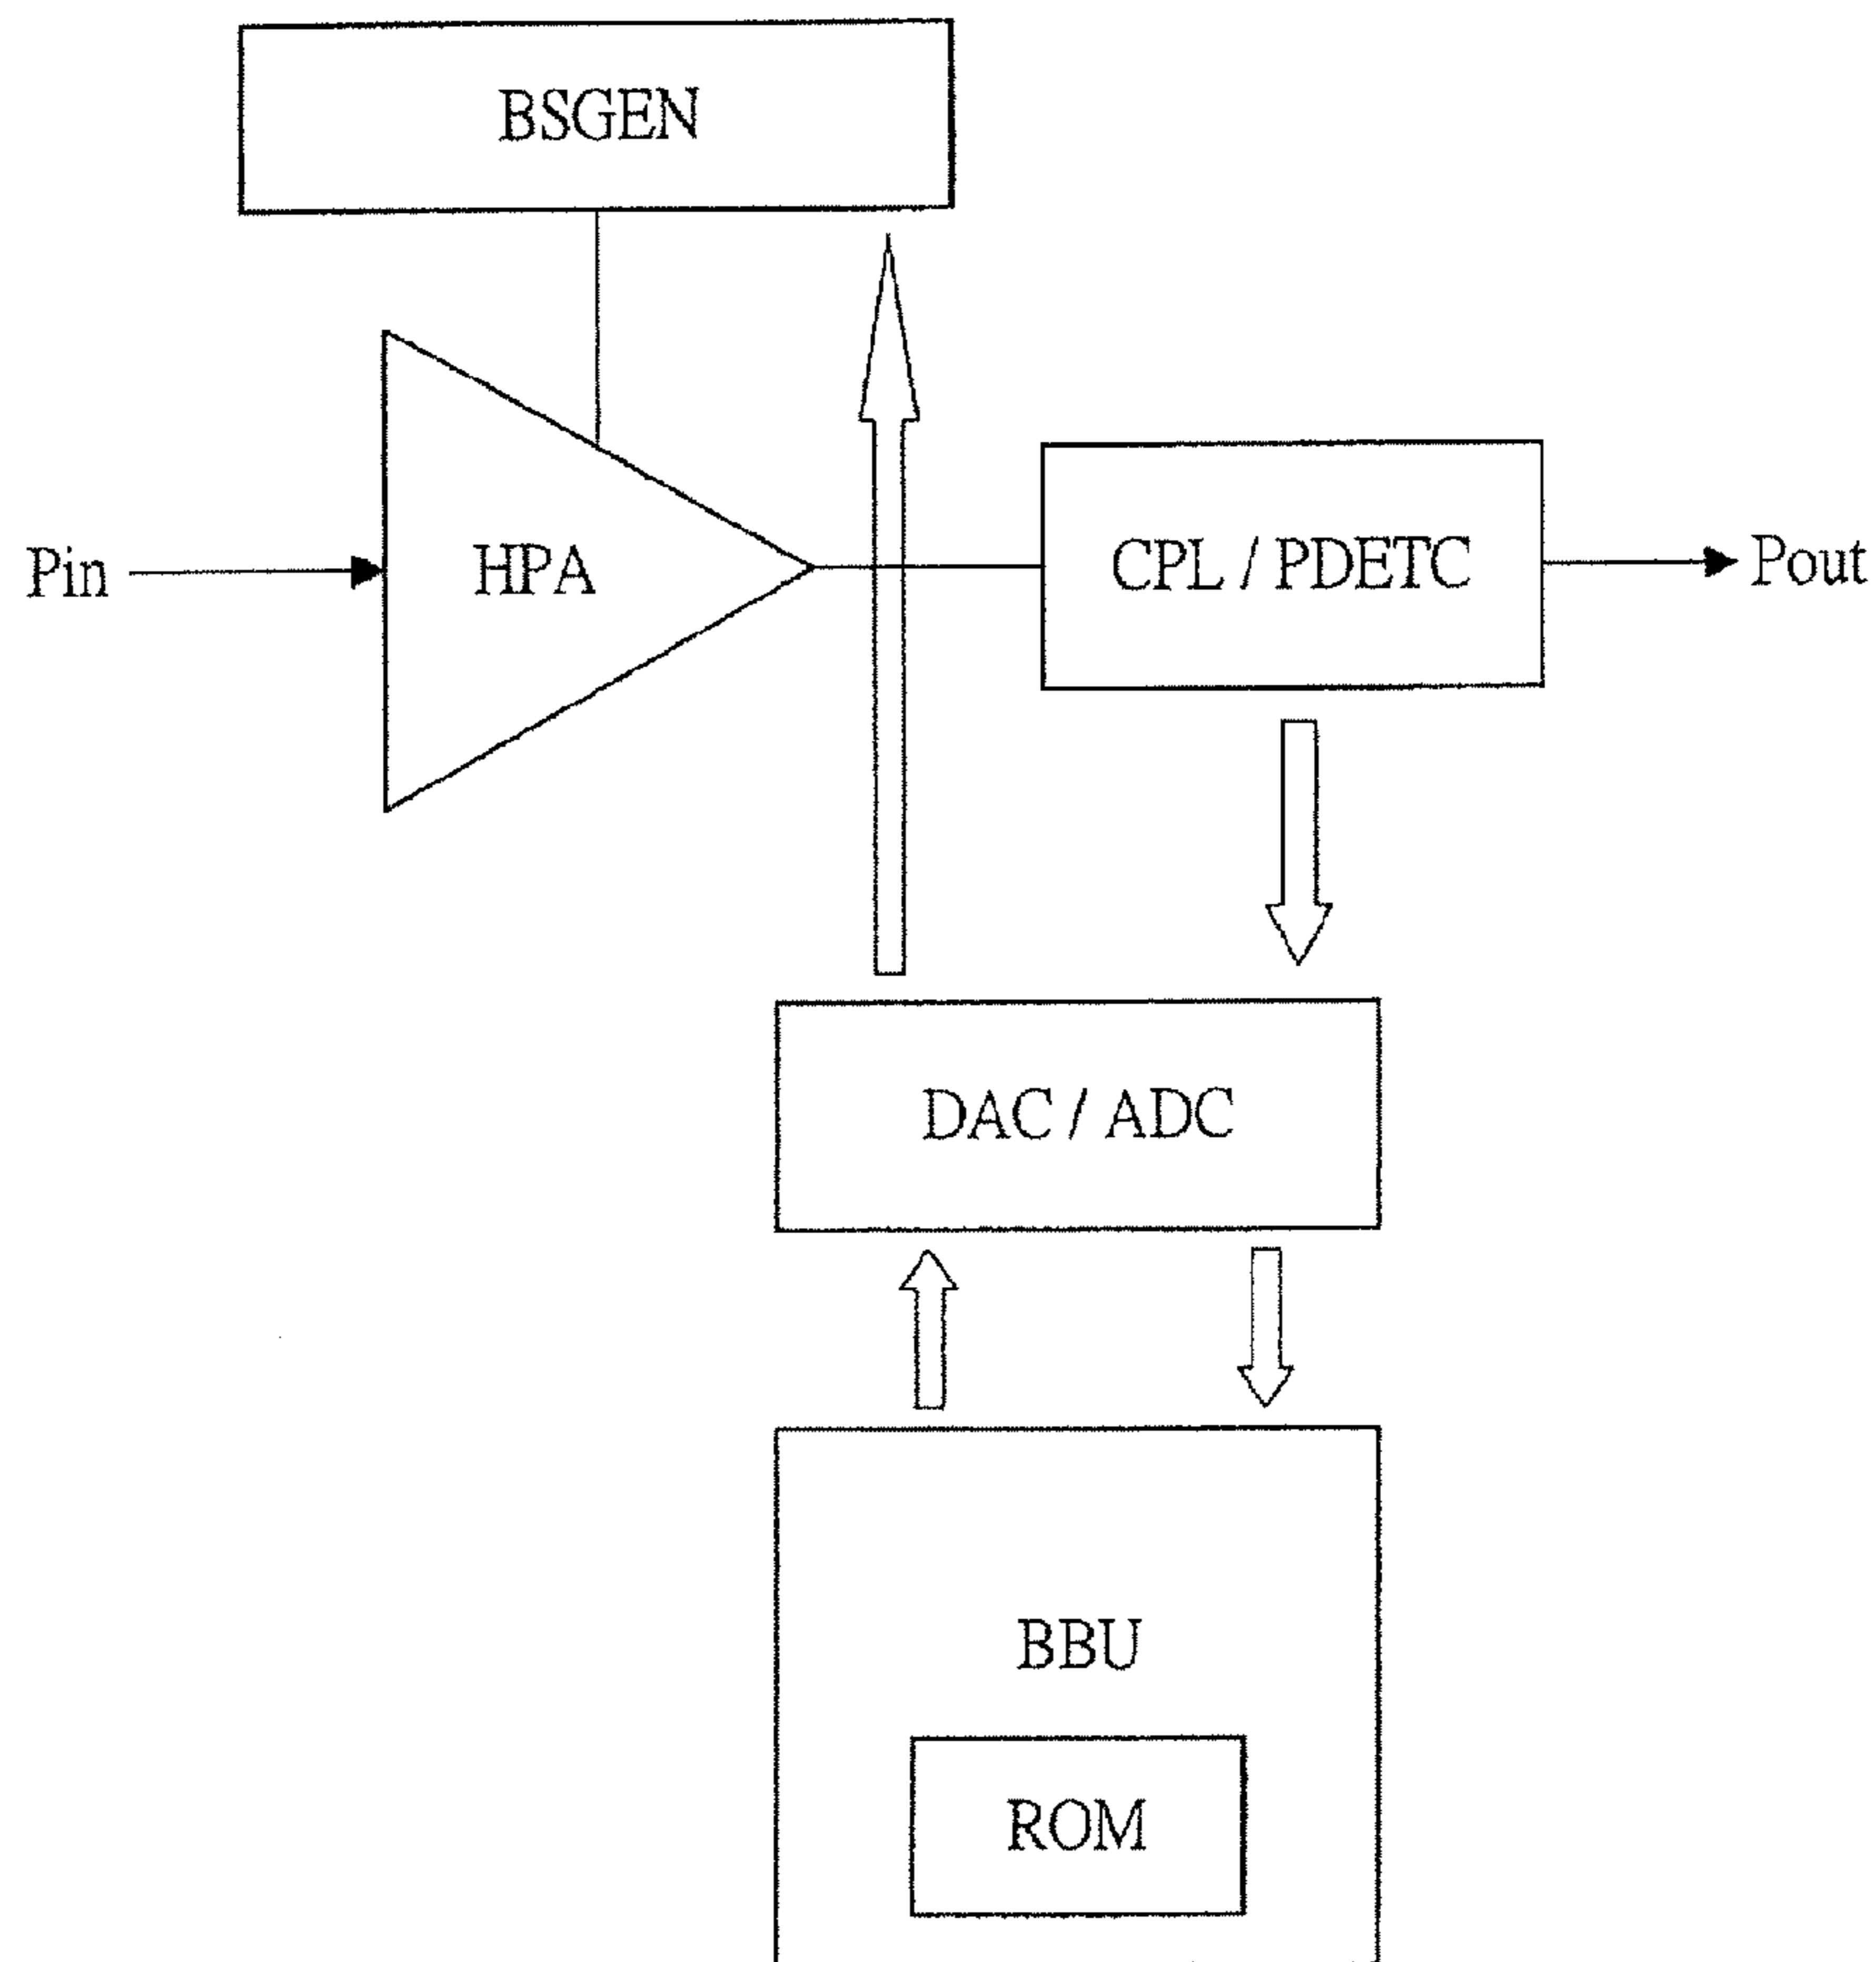 BSGEN
Pin
HPA
CPL / PDETC
Pout
DAC / ADC
BBU
ROM